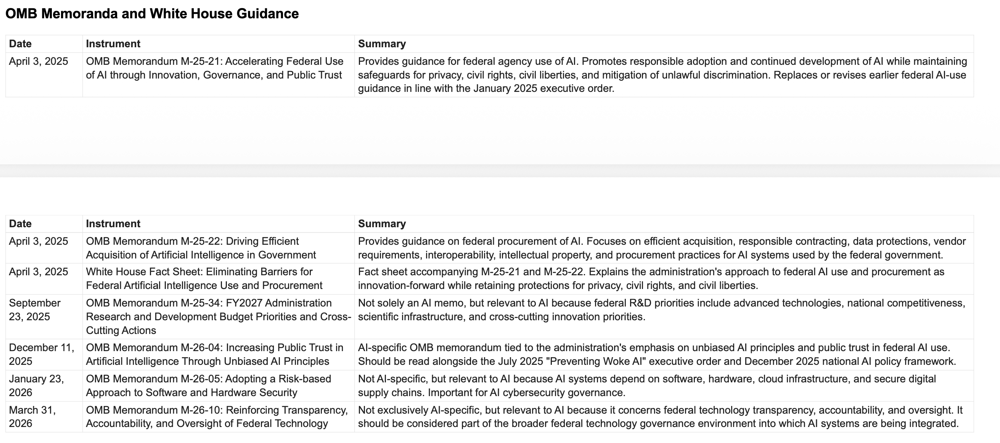 OMB Memoranda and White House Guidance
Date Instrument Summary
April 3, 2025 OMB Memorandum M-25-21: Accelerating Federal Use Provides guidance for federal agency use of AI. Promotes responsible adoption and continued development of AI while maintaining
of AI through Innovation, Governance, and Public Trust safeguards for privacy, civil rights, civil liberties, and mitigation of unlawful discrimination. Replaces or revises earlier federal AI-use
guidance in line with the January 2025 executive order.
Date Instrument Summary
April 3, 2025 OMB Memorandum M-25-22: Driving Efficient Provides guidance on federal procurement of AI. Focuses on efficient acquisition, responsible contracting, data protections, vendor
Acquisition of Artificial Intelligence in Government requirements, interoperability, intellectual property, and procurement practices for AI systems used by the federal government.
April 3, 2025 White House Fact Sheet: Eliminating Barriers for Fact sheet accompanying M-25-21 and M-25-22. Explains the administration's approach to federal AI use and procurement as
Federal Artificial Intelligence Use and Procurement innovation-forward while retaining protections for privacy, civil rights, and civil liberties.
September OMB Memorandum M-25-34: FY2027 Administration Not solely an AI memo, but relevant to AI because federal R&D priorities include advanced technologies, national competitiveness,
23, 2025 Research and Development Budget Priorities and Cross- scientific infrastructure, and cross-cutting innovation priorities.
Cutting Actions
December 11, OMB Memorandum M-26-04: Increasing Public Trust in AI-specific OMB memorandum tied to the administration's emphasis on unbiased AI principles and public trust in federal AI use.
2025 Artificial Intelligence Through Unbiased AI Principles Should be read alongside the July 2025 "Preventing Woke AI" executive order and December 2025 national AI policy framework.
January 23, OMB Memorandum M-26-05: Adopting a Risk-based Not AI-specific, but relevant to AI because AI systems depend on software, hardware, cloud infrastructure, and secure digital
2026 Approach to Software and Hardware Security supply chains. Important for AI cybersecurity governance.
March 31, OMB Memorandum M-26-10: Reinforcing Transparency, Not exclusively AI-specific, but relevant to AI because it concerns federal technology transparency, accountability, and oversight. It
2026 Accountability, and Oversight of Federal Technology should be considered part of the broader federal technology governance environment into which AI systems are being integrated.